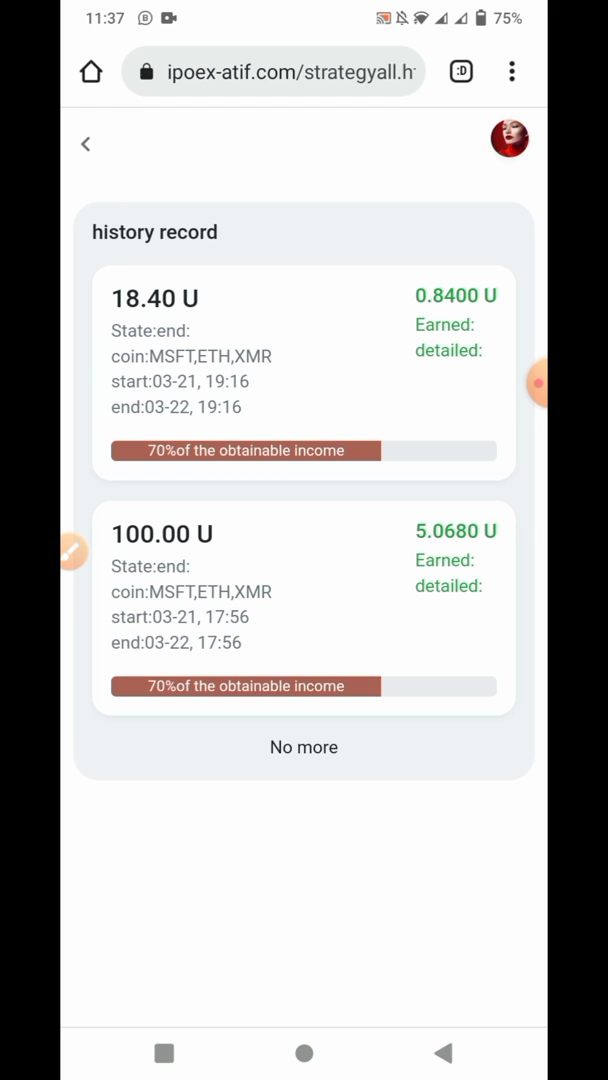 11:37
75%
ipoex-atif.com/strategyall.h
:D
history record
18.40 U
0.8400 U
State:end:
Earned:
coin:MSFT,ETH,XMR
detailed:
start:03-21, 19:16
end:03-22, 19:16
70%of the obtainable income
100.00 U
5.0680 U
State:end:
Earned:
coin:MSFT,ETH,XMR
detailed:
start:03-21, 17:56
end:03-22, 17:56
70%of the obtainable income
No more